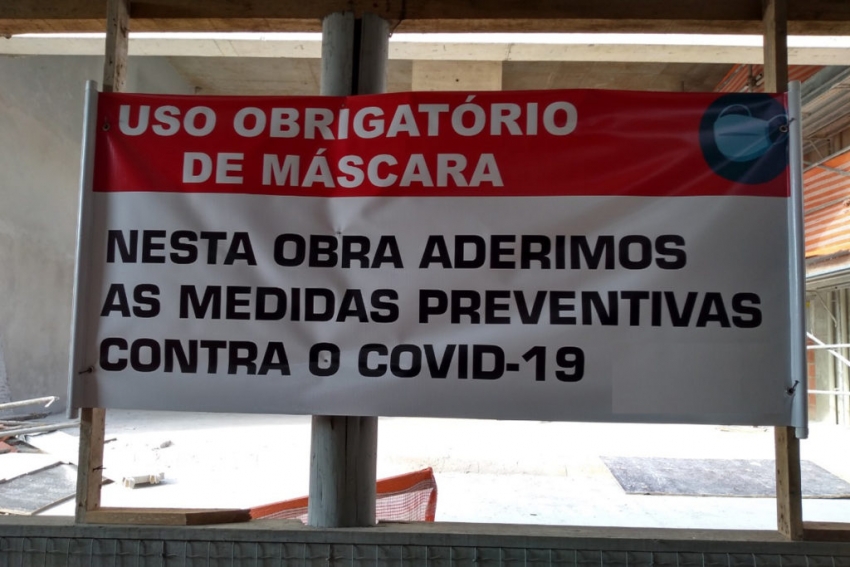 USO OBRIGATÓRIO
DE MÁSCARA
NESTA OBRA ADERIMOS
AS MEDIDAS PREVENTIVAS
CONTRA O COVID-19